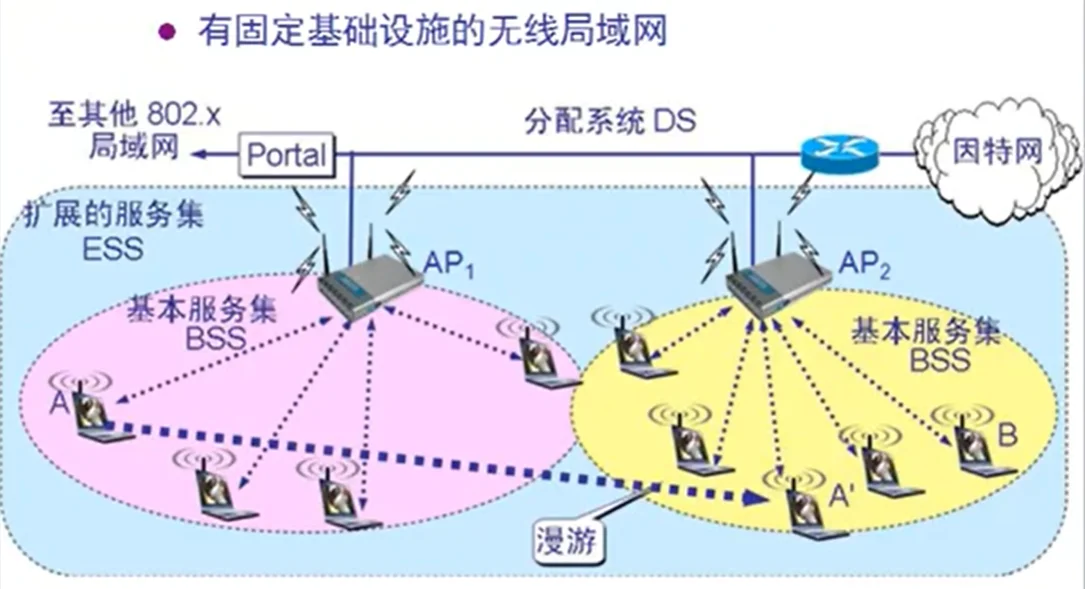 有固定基础设施的无线局域网
至其他 802.x
局域网
Portal
分配系统 DS
因特网
扩展的服务集
ESS
AP1
AP2
基本服务集
BSS
基本服务集
BSS
A
B
A'
漫游